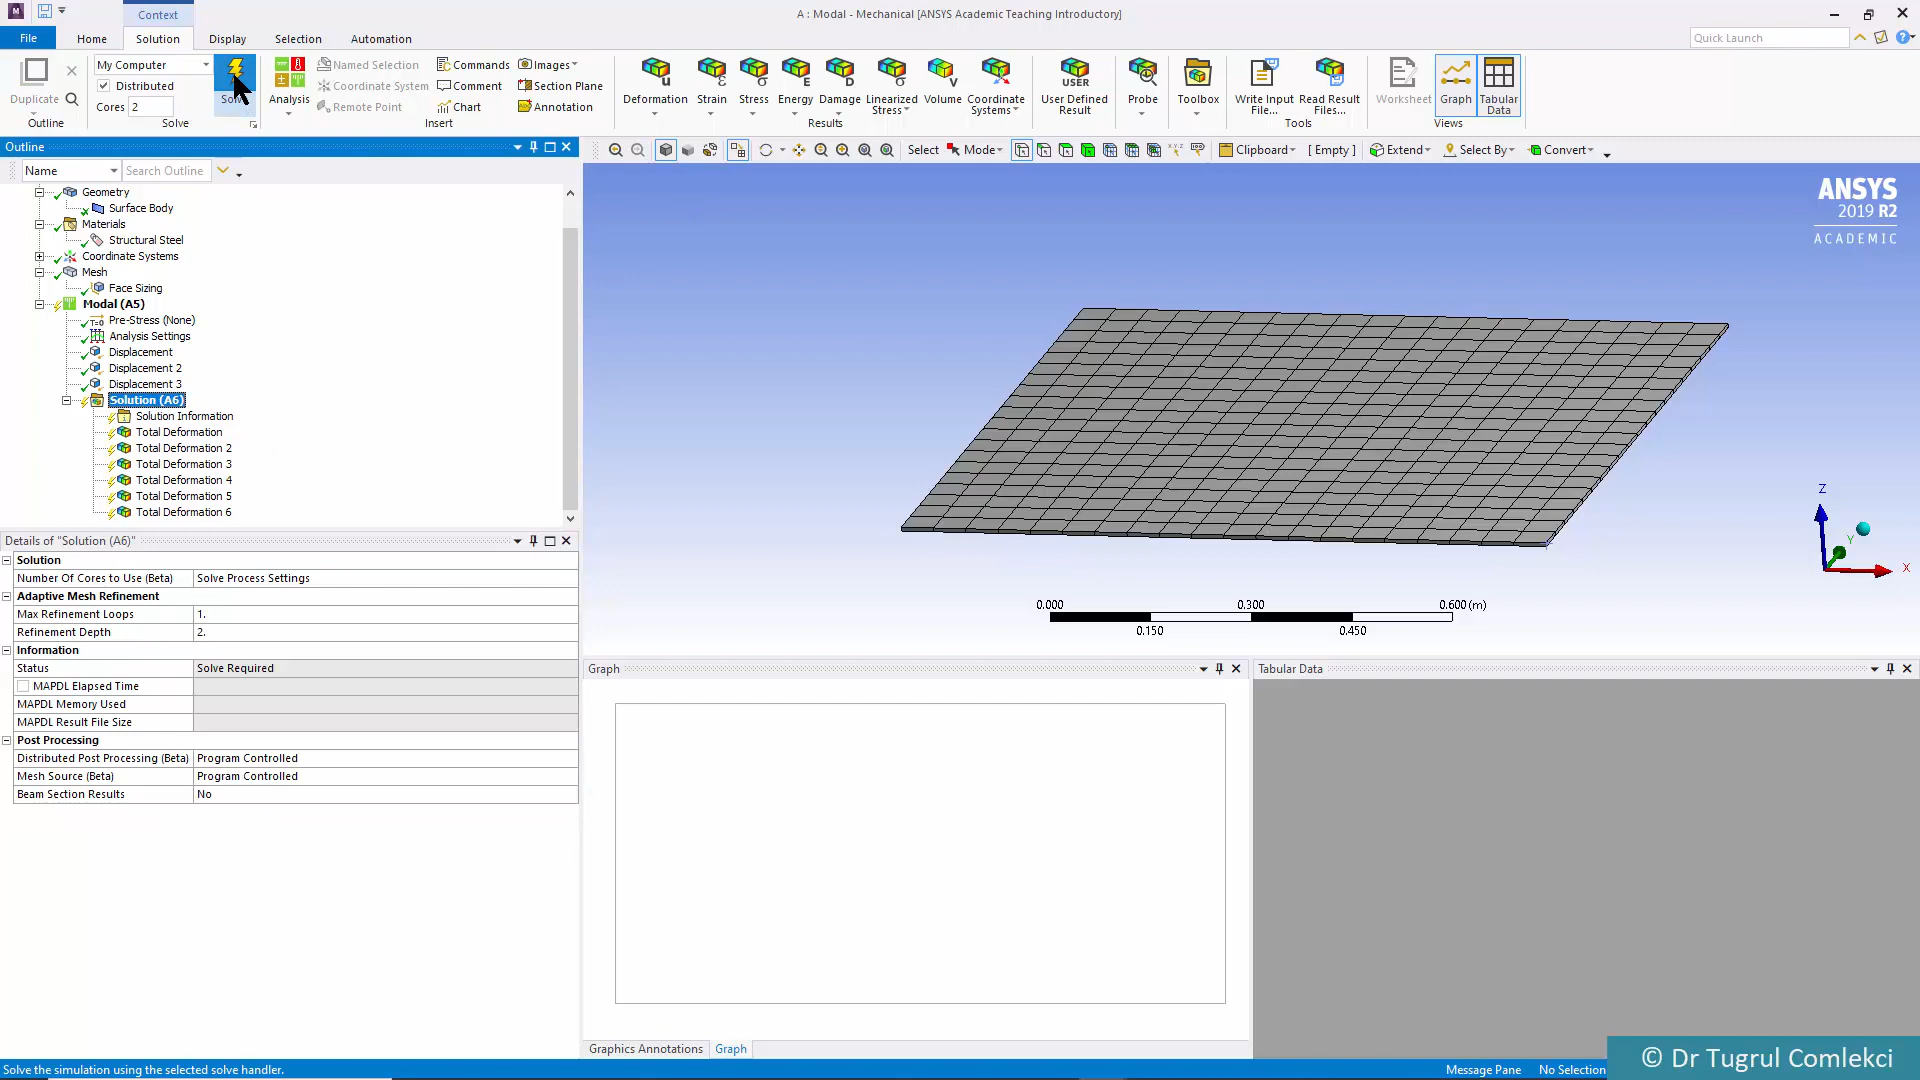 Context
A : Modal - Mechanical [ANSYS Academic Teaching Introductory]
File Home Solution Display Selection Automation
Quick Launch
Duplicate
Outline
My Computer
Distributed
Cores 2
Solve
Analysis
Named Selection
Coordinate System
Remote Point
Commands
Comment
Chart
Images
Section Plane
Annotation
Insert
Deformation Strain Stress Energy Damage Linearized Stress Volume Coordinate Systems
Results
User Defined Result
Probe
Toolbox
Write Input File... Read Result Files...
Tools
Worksheet Graph Tabular Data
Views
Outline
Name Search Outline
Select Mode Clipboard [ Empty ] Extend Select By Convert
Geometry
Surface Body
Materials
Structural Steel
Coordinate Systems
Mesh
Face Sizing
Modal (A5)
Pre-Stress (None)
Analysis Settings
Displacement
Displacement 2
Displacement 3
Solution (A6)
Solution Information
Total Deformation
Total Deformation 2
Total Deformation 3
Total Deformation 4
Total Deformation 5
Total Deformation 6
Details of "Solution (A6)"
Solution
Number Of Cores to Use (Beta) Solve Process Settings
Adaptive Mesh Refinement
Max Refinement Loops 1.
Refinement Depth 2.
Information
Status Solve Required
MAPDL Elapsed Time
MAPDL Memory Used
MAPDL Result File Size
Post Processing
Distributed Post Processing (Beta) Program Controlled
Mesh Source (Beta) Program Controlled
Beam Section Results No
ANSYS
2019 R2
ACADEMIC
Z
Y
X
0.000 0.300 0.600 (m)
0.150 0.450
Graph
Tabular Data
Graphics Annotations Graph
Solve the simulation using the selected solve handler.
Message Pane No Selection
© Dr Tugrul Comlekci